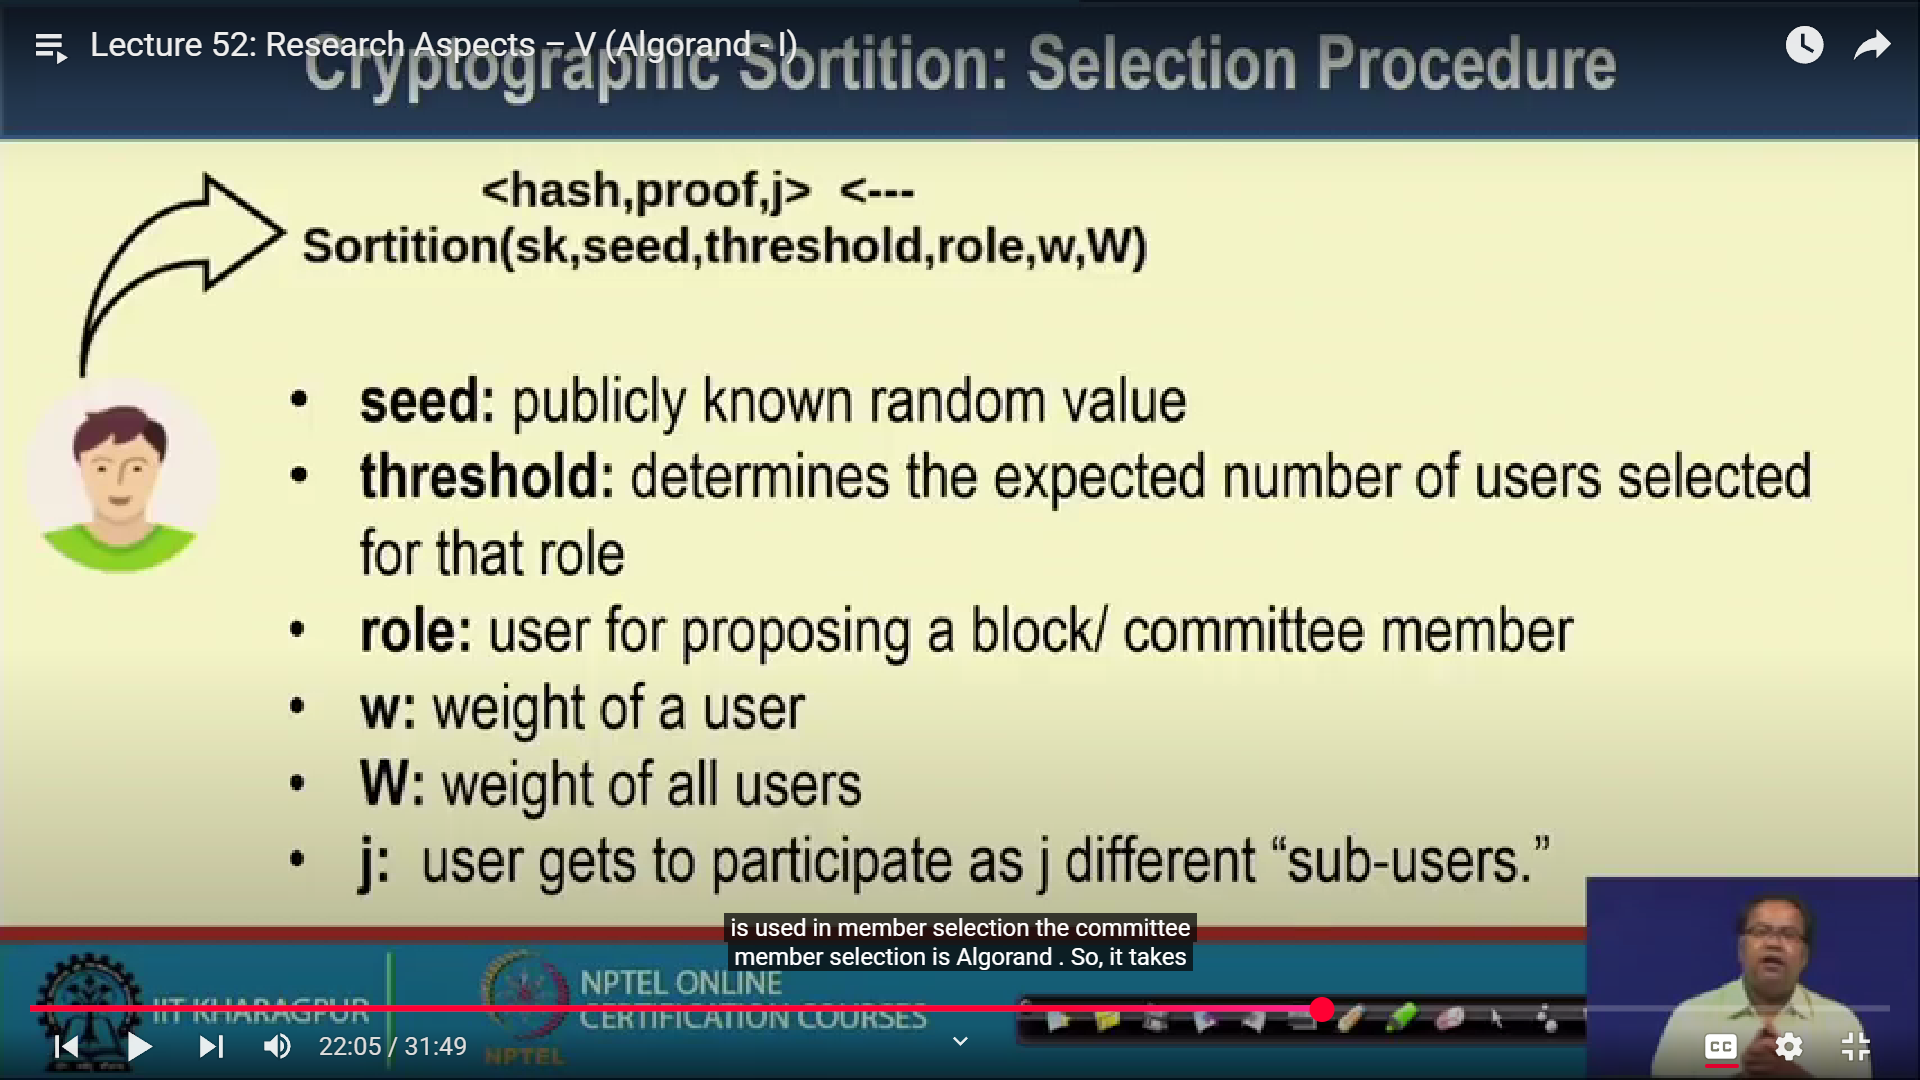 Lecture 52: Research Aspects – V (Algorand - I)
Cryptographic Sortition: Selection Procedure
<hash,proof,j> <---
Sortition(sk,seed,threshold,role,w,W)
• seed: publicly known random value
• threshold: determines the expected number of users selected
for that role
• role: user for proposing a block/ committee member
• w: weight of a user
• W: weight of all users
• j: user gets to participate as j different “sub-users.”
is used in member selection the committee
member selection is Algorand . So, it takes
IIT KHARAGPUR
NPTEL
NPTEL ONLINE
CERTIFICATION COURSES
22:05 / 31:49
CC